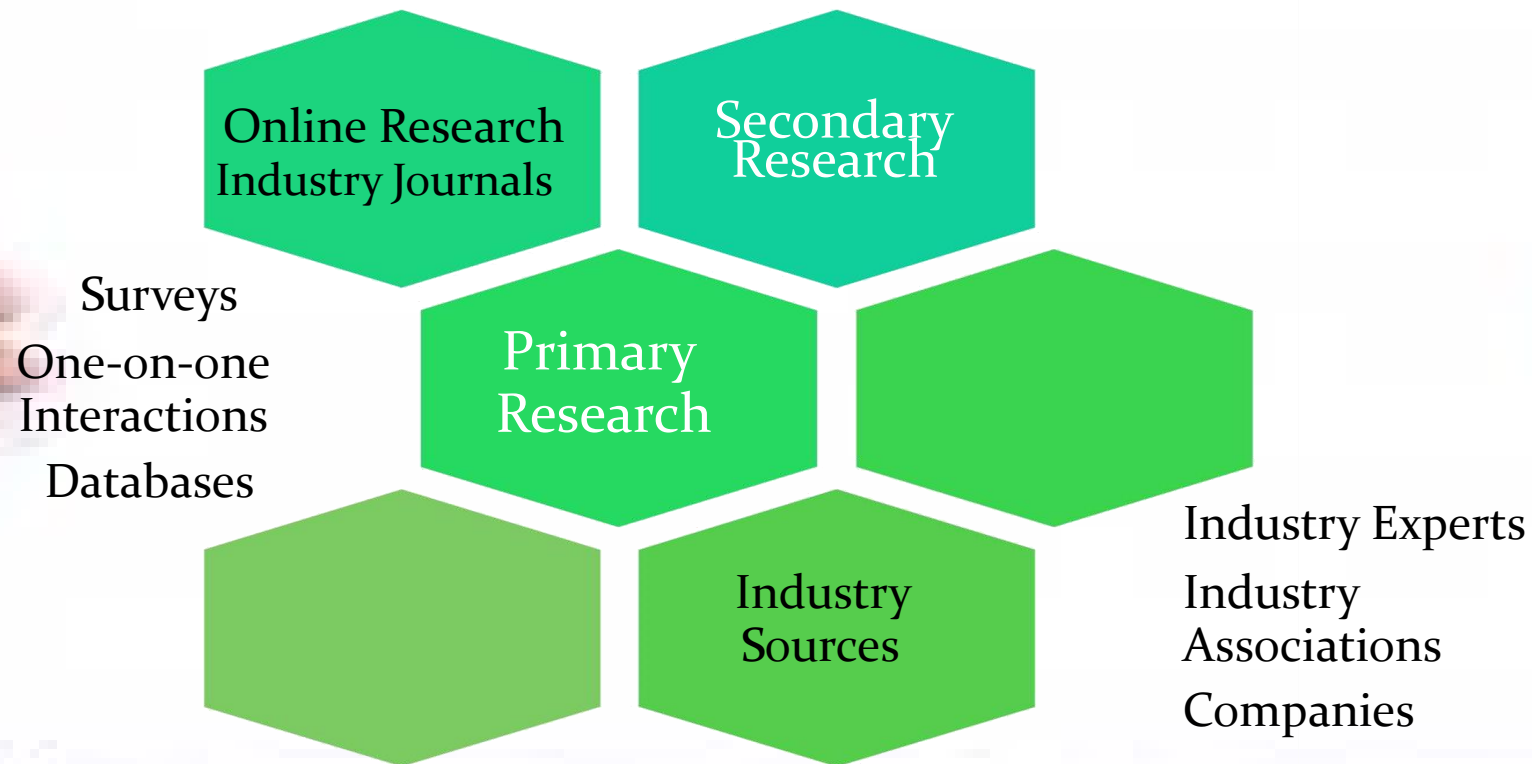 Online Research
Industry Journals
Secondary
Research
Surveys
One-on-one
Interactions
Databases
Primary
Research
Industry
Sources
Industry Experts
Industry
Associations
Companies